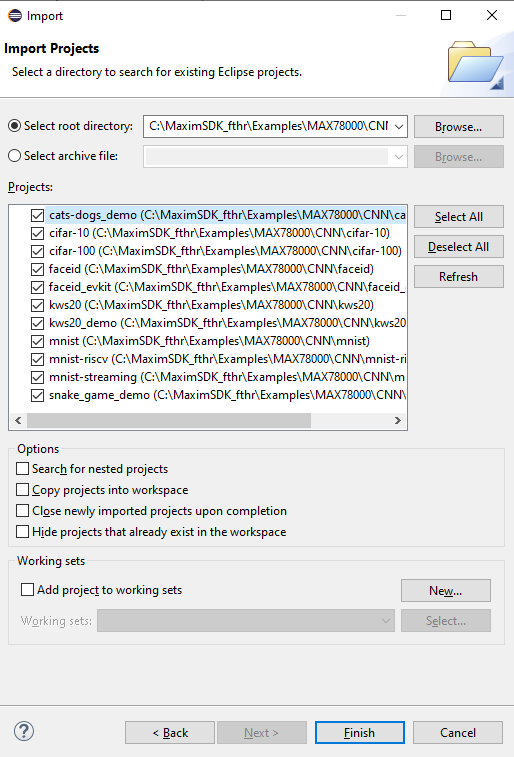 Import
Import Projects
Select a directory to search for existing Eclipse projects.
Select root directory: C:\MaximSDK_fthr\Examples\MAX78000\CNN Browse...
Select archive file: Browse...
Projects:
cats-dogs_demo (C:\MaximSDK_fthr\Examples\MAX78000\CNN\ca
cifar-10 (C:\MaximSDK_fthr\Examples\MAX78000\CNN\cifar-10)
cifar-100 (C:\MaximSDK_fthr\Examples\MAX78000\CNN\cifar-100)
faceid (C:\MaximSDK_fthr\Examples\MAX78000\CNN\faceid)
faceid_evkit (C:\MaximSDK_fthr\Examples\MAX78000\CNN\faceid_
kws20 (C:\MaximSDK_fthr\Examples\MAX78000\CNN\kws20)
kws20_demo (C:\MaximSDK_fthr\Examples\MAX78000\CNN\kws20
mnist (C:\MaximSDK_fthr\Examples\MAX78000\CNN\mnist)
mnist-riscv (C:\MaximSDK_fthr\Examples\MAX78000\CNN\mnist-ri
mnist-streaming (C:\MaximSDK_fthr\Examples\MAX78000\CNN\m
snake_game_demo (C:\MaximSDK_fthr\Examples\MAX78000\CNN\
Select All
Deselect All
Refresh
Options
Search for nested projects
Copy projects into workspace
Close newly imported projects upon completion
Hide projects that already exist in the workspace
Working sets
Add project to working sets New...
Working sets: Select...
? < Back Next > Finish Cancel